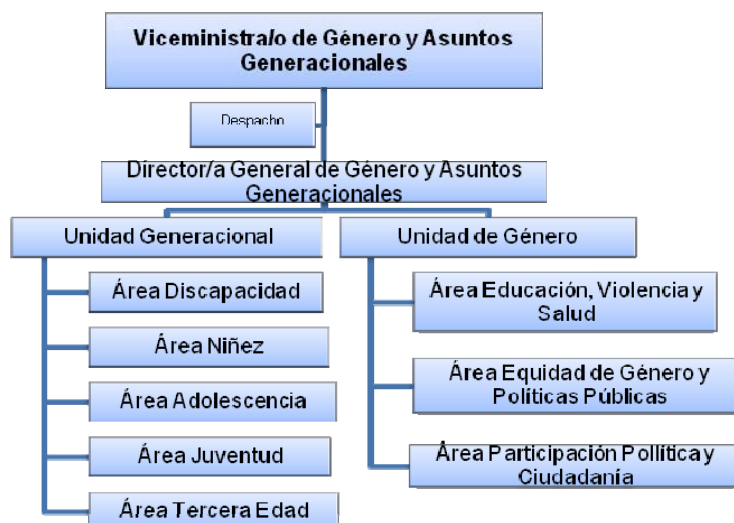 Viceministra/o de Género y Asuntos
Generacionales
Despacho
Director/a General de Género y Asuntos
Generacionales
Unidad Generacional
Unidad de Género
Área Discapacidad
Área Niñez
Área Adolescencia
Área Juventud
Área Tercera Edad
Área Educación, Violencia y
Salud
Área Equidad de Género y
Políticas Públicas
Área Participación Pollítica y
Ciudadanía